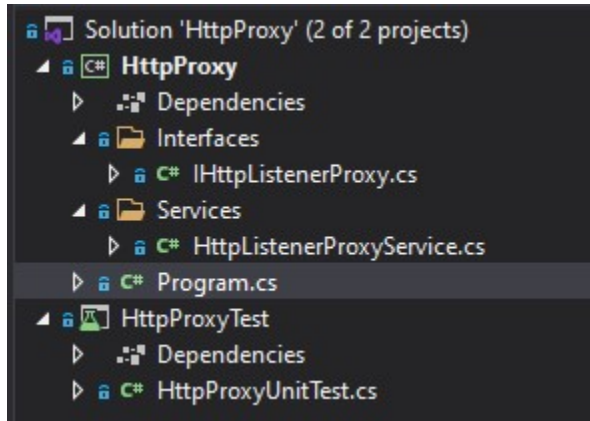 Solution 'HttpProxy' (2 of 2 projects)
C# HttpProxy
Dependencies
Interfaces
C# IHttpListenerProxy.cs
Services
C# HttpListenerProxyService.cs
C# Program.cs
HttpProxyTest
Dependencies
C# HttpProxyUnitTest.cs